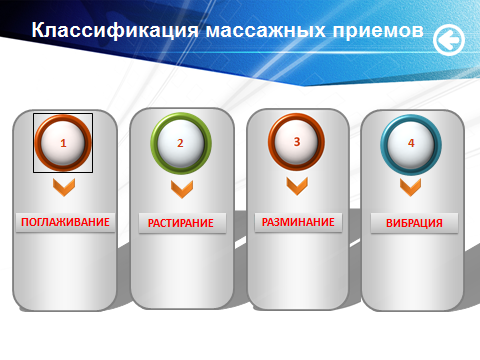 Классификация массажных приемов
1
2
3
4
ПОГЛАЖИВАНИЕ
РАСТИРАНИЕ
РАЗМИНАНИЕ
ВИБРАЦИЯ